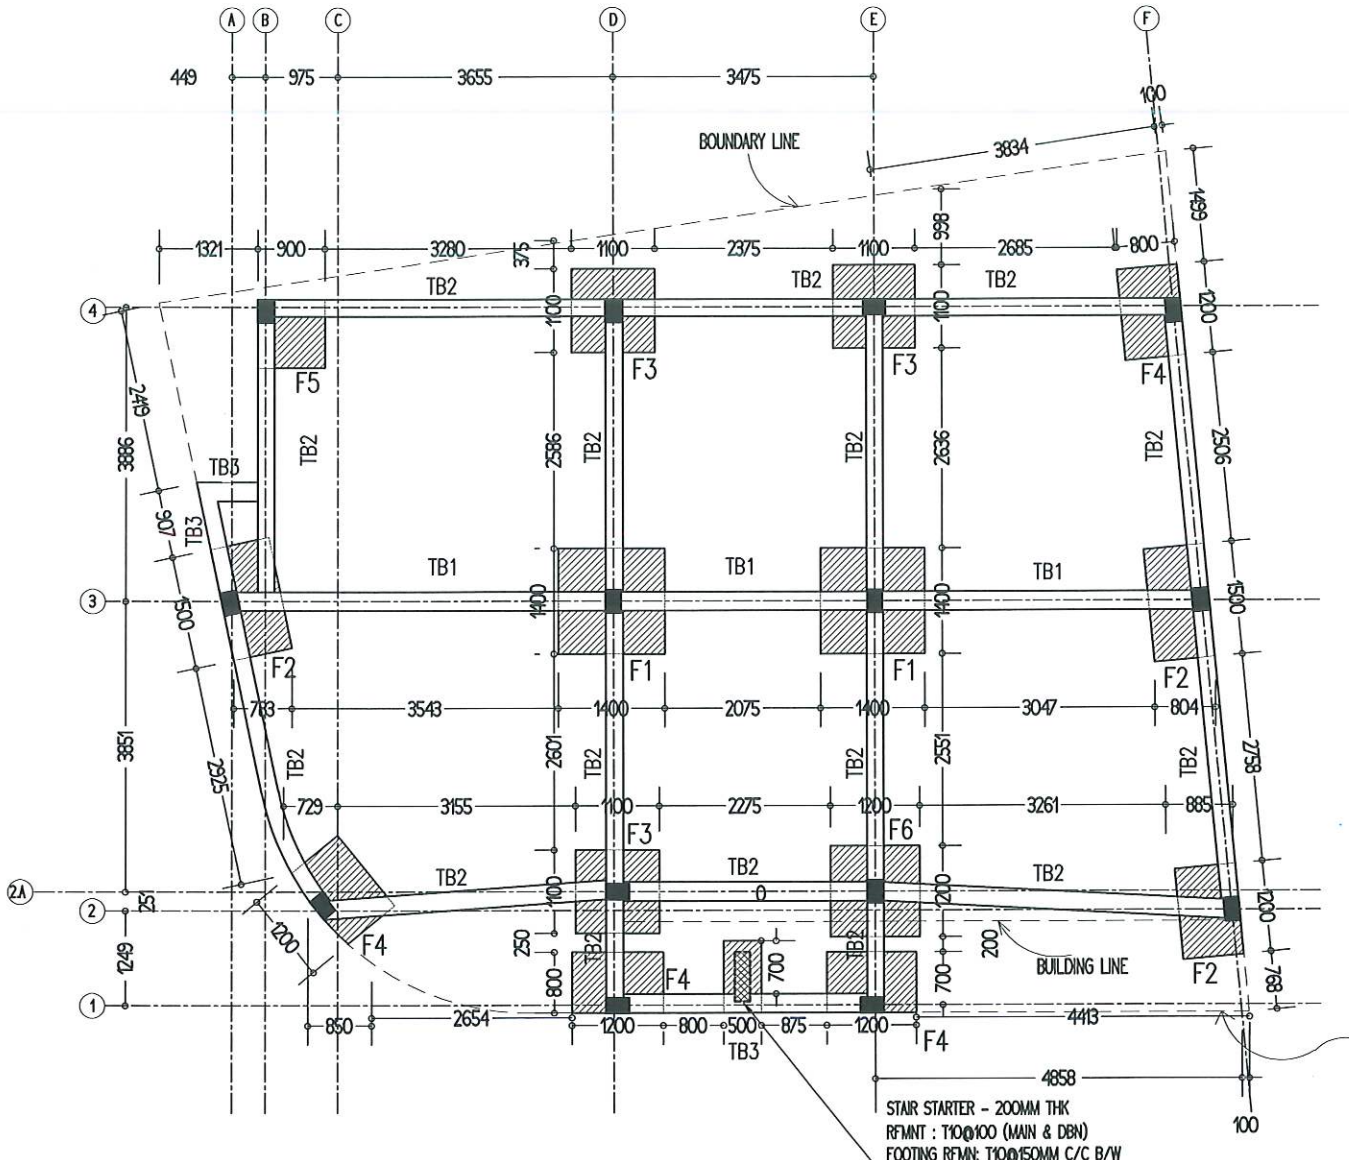 A B C D E F
449 975 3655 3475
100
BOUNDARY LINE
3834
1499
1321 900 3280 375 1100 2375 1100 998 2685 800
TB2 TB2 TB2
4
1100 1100 1200
F5 F3 F3 F4
2419
3886
TB2 2586 TB2 TB2 2636 TB2 2506
TB3
907 TB3
TB1 TB1 TB1
3
1500 1400 1400 1500
F2 F1 F1 F2
3543 1400 2075 1400 3047 804
3851
2925 TB2 2601 TB2 TB2 2551 TB2 2758
729 3155 1100 2275 1200 3261 885
F3 F6
TB2 TB2 TB2
2A
251 1100 0 1200 1200
2
1200 F4 250 TB2 TB2 200
BUILDING LINE
F2
1249 800 F4 700 700 768
1
850 2654 1200 800 500 875 1200 4413
TB3 F4
4858
STAIR STARTER - 200MM THK
RFMNT : T10@100 (MAIN & DBN)
100
FOOTING RFMN: T10@150MM C/C B/W